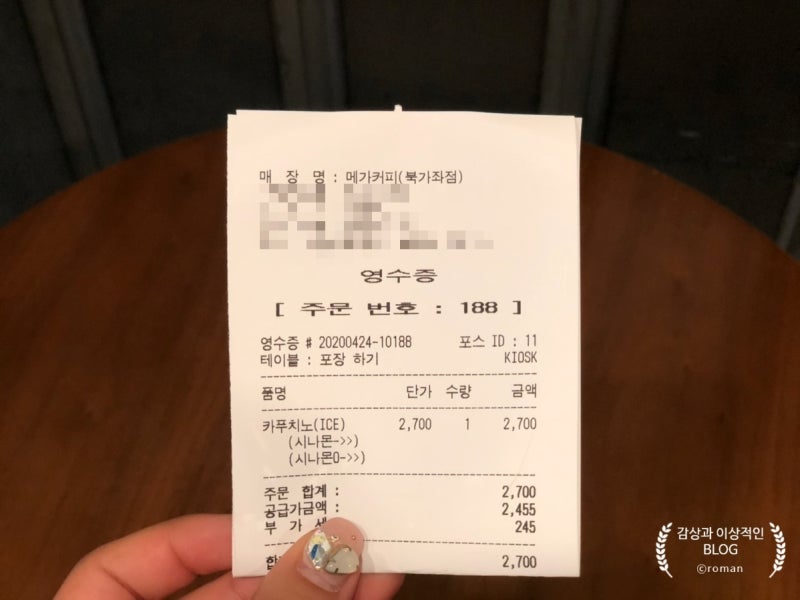 매 장 명 : 메가커피(북가좌점)
영수증
[ 주문 번호 : 188 ]
영수증 # 20200424-10188 포스 ID : 11
테이블 : 포장 하기 KIOSK
품명 단가 수량 금액
카푸치노(ICE) 2,700 1 2,700
(시나몬->>)
(시나몬O->>)
주문 합계 : 2,700
공급가금액 : 2,455
부 가 세 245
합 2,700
감상과 이상적인
BLOG
©roman